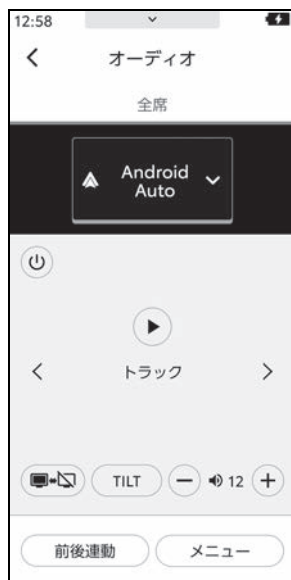 12:58
オーディオ
全席
Android
Auto
トラック
TILT
12
前後連動
メニュー